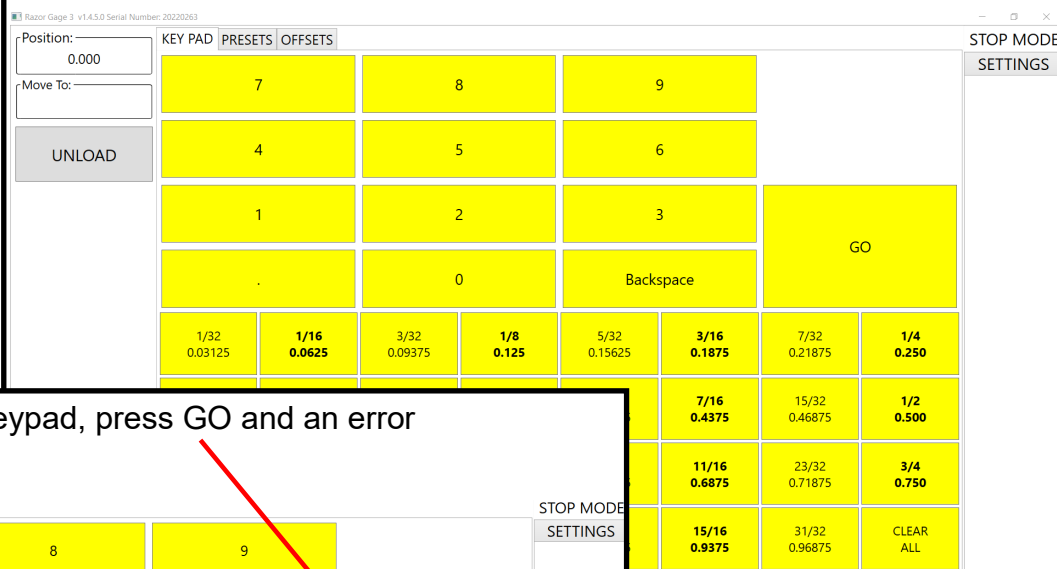 Razor Gage 3 v1.4.5.0 Serial Number: 20220263
Position:
0.000
Move To:
UNLOAD
KEY PAD PRESETS OFFSETS
STOP MODE
SETTINGS
7 8 9
4 5 6
1 2 3
GO
. 0 Backspace
1/32 1/16 3/32 1/8 5/32 3/16 7/32 1/4
0.03125 0.0625 0.09375 0.125 0.15625 0.1875 0.21875 0.250
7/16 15/32 1/2
0.4375 0.46875 0.500
11/16 23/32 3/4
0.6875 0.71875 0.750
15/16 31/32 CLEAR
0.9375 0.96875 ALL
eypad, press GO and an error
STOP MODE
SETTINGS
8 9